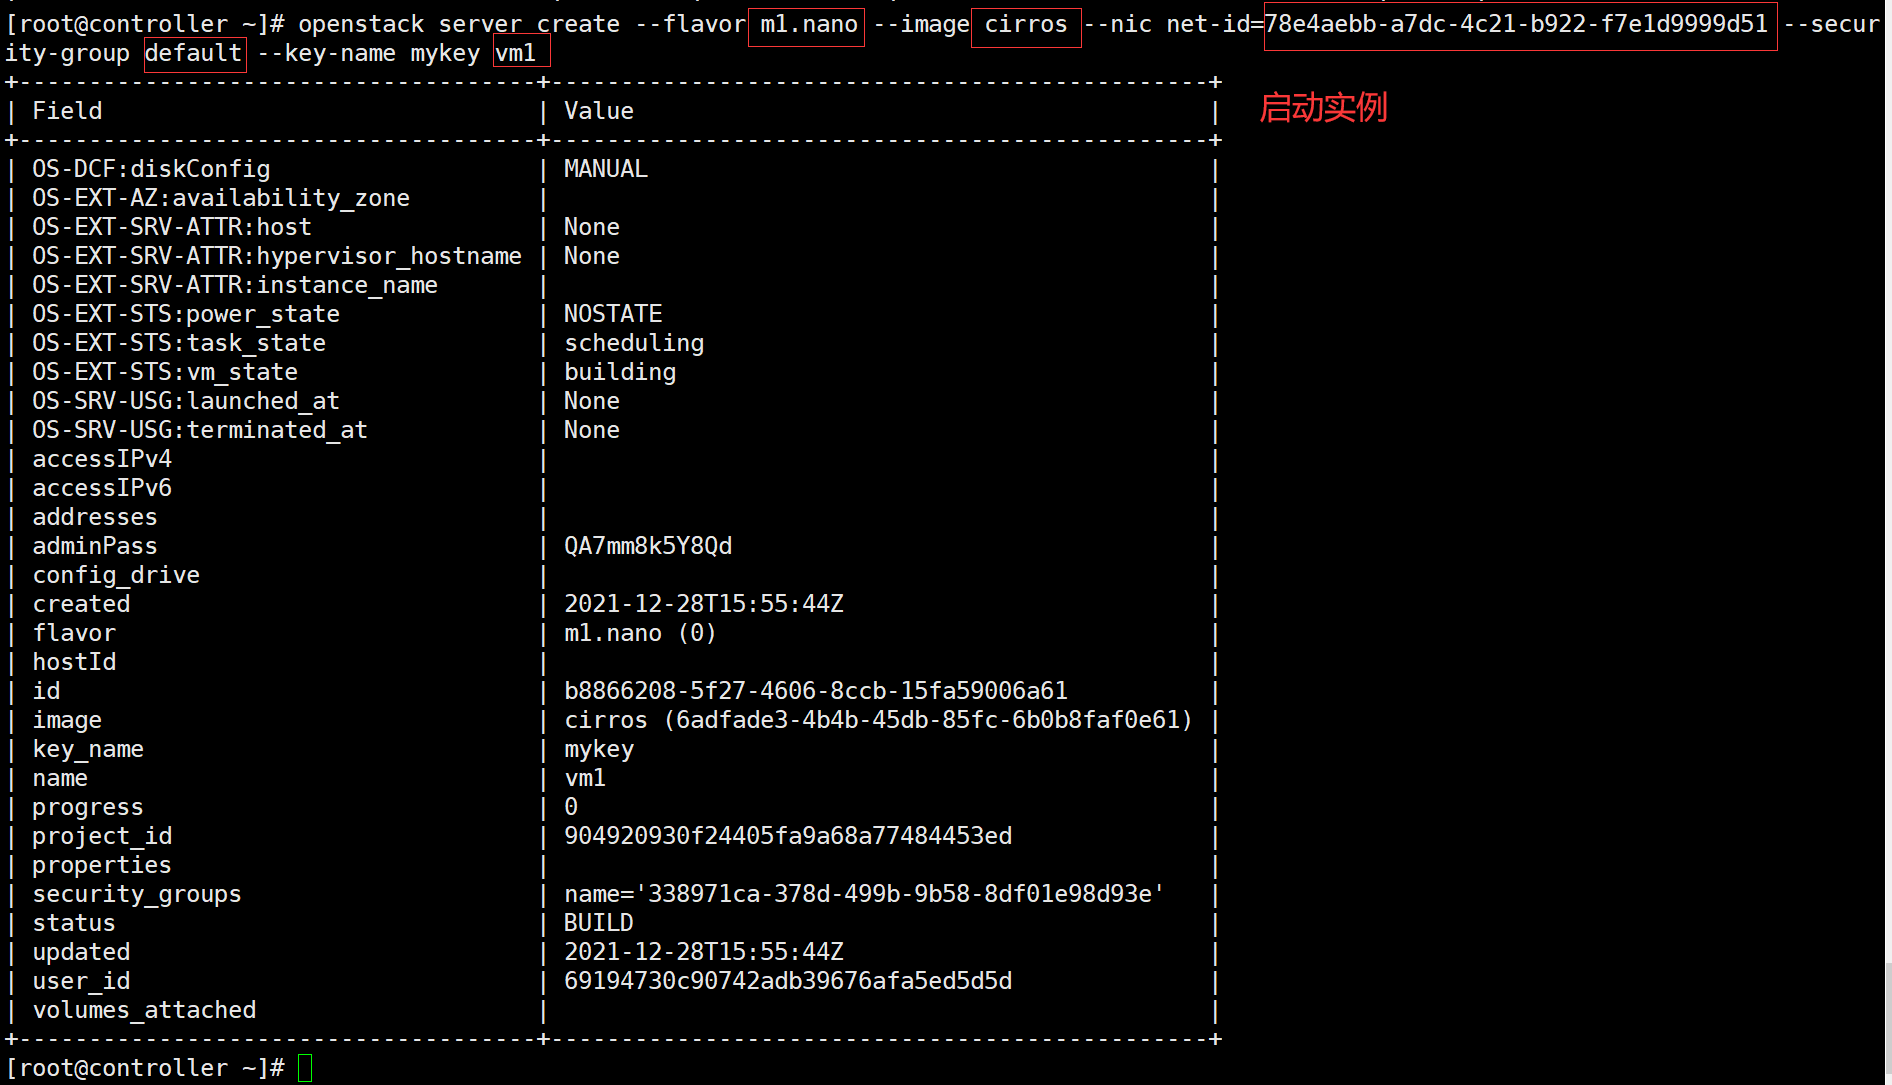 [root@controller ~]# openstack server create --flavor m1.nano --image cirros --nic net-id=78e4aebb-a7dc-4c21-b922-f7e1d9999d51 --secur
ity-group default --key-name mykey vm1
+-------------------------------------+-----------------------------------------------+
| Field                               | Value                                         |
启动实例
+-------------------------------------+-----------------------------------------------+
| OS-DCF:diskConfig                   | MANUAL                                        |
| OS-EXT-AZ:availability_zone         |                                               |
| OS-EXT-SRV-ATTR:host                | None                                          |
| OS-EXT-SRV-ATTR:hypervisor_hostname | None                                          |
| OS-EXT-SRV-ATTR:instance_name       |                                               |
| OS-EXT-STS:power_state              | NOSTATE                                       |
| OS-EXT-STS:task_state               | scheduling                                    |
| OS-EXT-STS:vm_state                 | building                                      |
| OS-SRV-USG:launched_at              | None                                          |
| OS-SRV-USG:terminated_at            | None                                          |
| accessIPv4                          |                                               |
| accessIPv6                          |                                               |
| addresses                           |                                               |
| adminPass                           | QA7mm8k5Y8Qd                                  |
| config_drive                        |                                               |
| created                             | 2021-12-28T15:55:44Z                          |
| flavor                              | m1.nano (0)                                   |
| hostId                              |                                               |
| id                                  | b8866208-5f27-4606-8ccb-15fa59006a61          |
| image                               | cirros (6adfade3-4b4b-45db-85fc-6b0b8faf0e61) |
| key_name                            | mykey                                         |
| name                                | vm1                                           |
| progress                            | 0                                             |
| project_id                          | 904920930f24405fa9a68a77484453ed              |
| properties                          |                                               |
| security_groups                     | name='338971ca-378d-499b-9b58-8df01e98d93e'   |
| status                              | BUILD                                         |
| updated                             | 2021-12-28T15:55:44Z                          |
| user_id                             | 69194730c90742adb39676afa5ed5d5d              |
| volumes_attached                    |                                               |
+-------------------------------------+-----------------------------------------------+
[root@controller ~]#